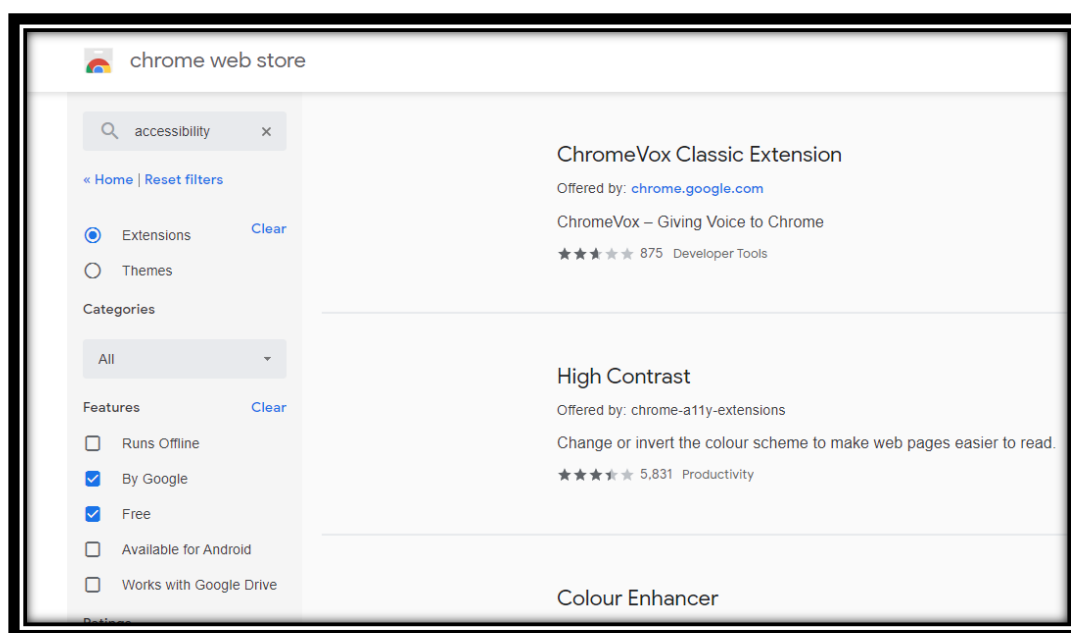 chrome web store
accessibility
« Home | Reset filters
Extensions
Clear
Themes
Categories
All
Features
Clear
Runs Offline
By Google
Free
Available for Android
Works with Google Drive
Ratings
ChromeVox Classic Extension
Offered by: chrome.google.com
ChromeVox – Giving Voice to Chrome
875 Developer Tools
High Contrast
Offered by: chrome-a11y-extensions
Change or invert the colour scheme to make web pages easier to read.
5,831 Productivity
Colour Enhancer